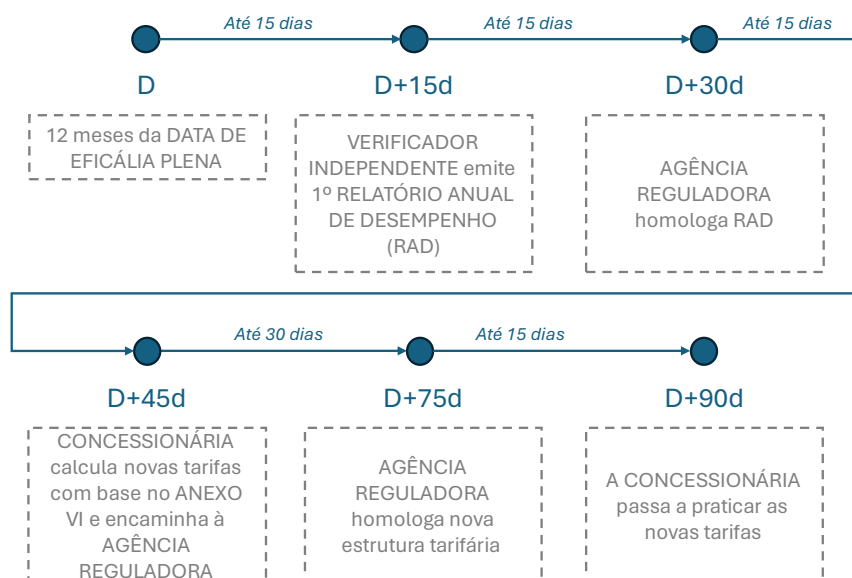 Até 15 dias
Até 15 dias
Até 15 dias
D
D+15d
D+30d
12 meses da DATA DE
EFICÁLIA PLENA
VERIFICADOR
INDEPENDENTE emite
1º RELATÓRIO ANUAL
DE DESEMPENHO
(RAD)
AGÊNCIA
REGULADORA
homologa RAD
Até 30 dias
Até 15 dias
D+45d
D+75d
D+90d
CONCESSIONÁRIA
calcula novas tarifas
com base no ANEXO
VI e encaminha à
AGÊNCIA
REGULADORA
AGÊNCIA
REGULADORA
homologa nova
estrutura tarifária
A CONCESSIONÁRIA
passa a praticar as
novas tarifas